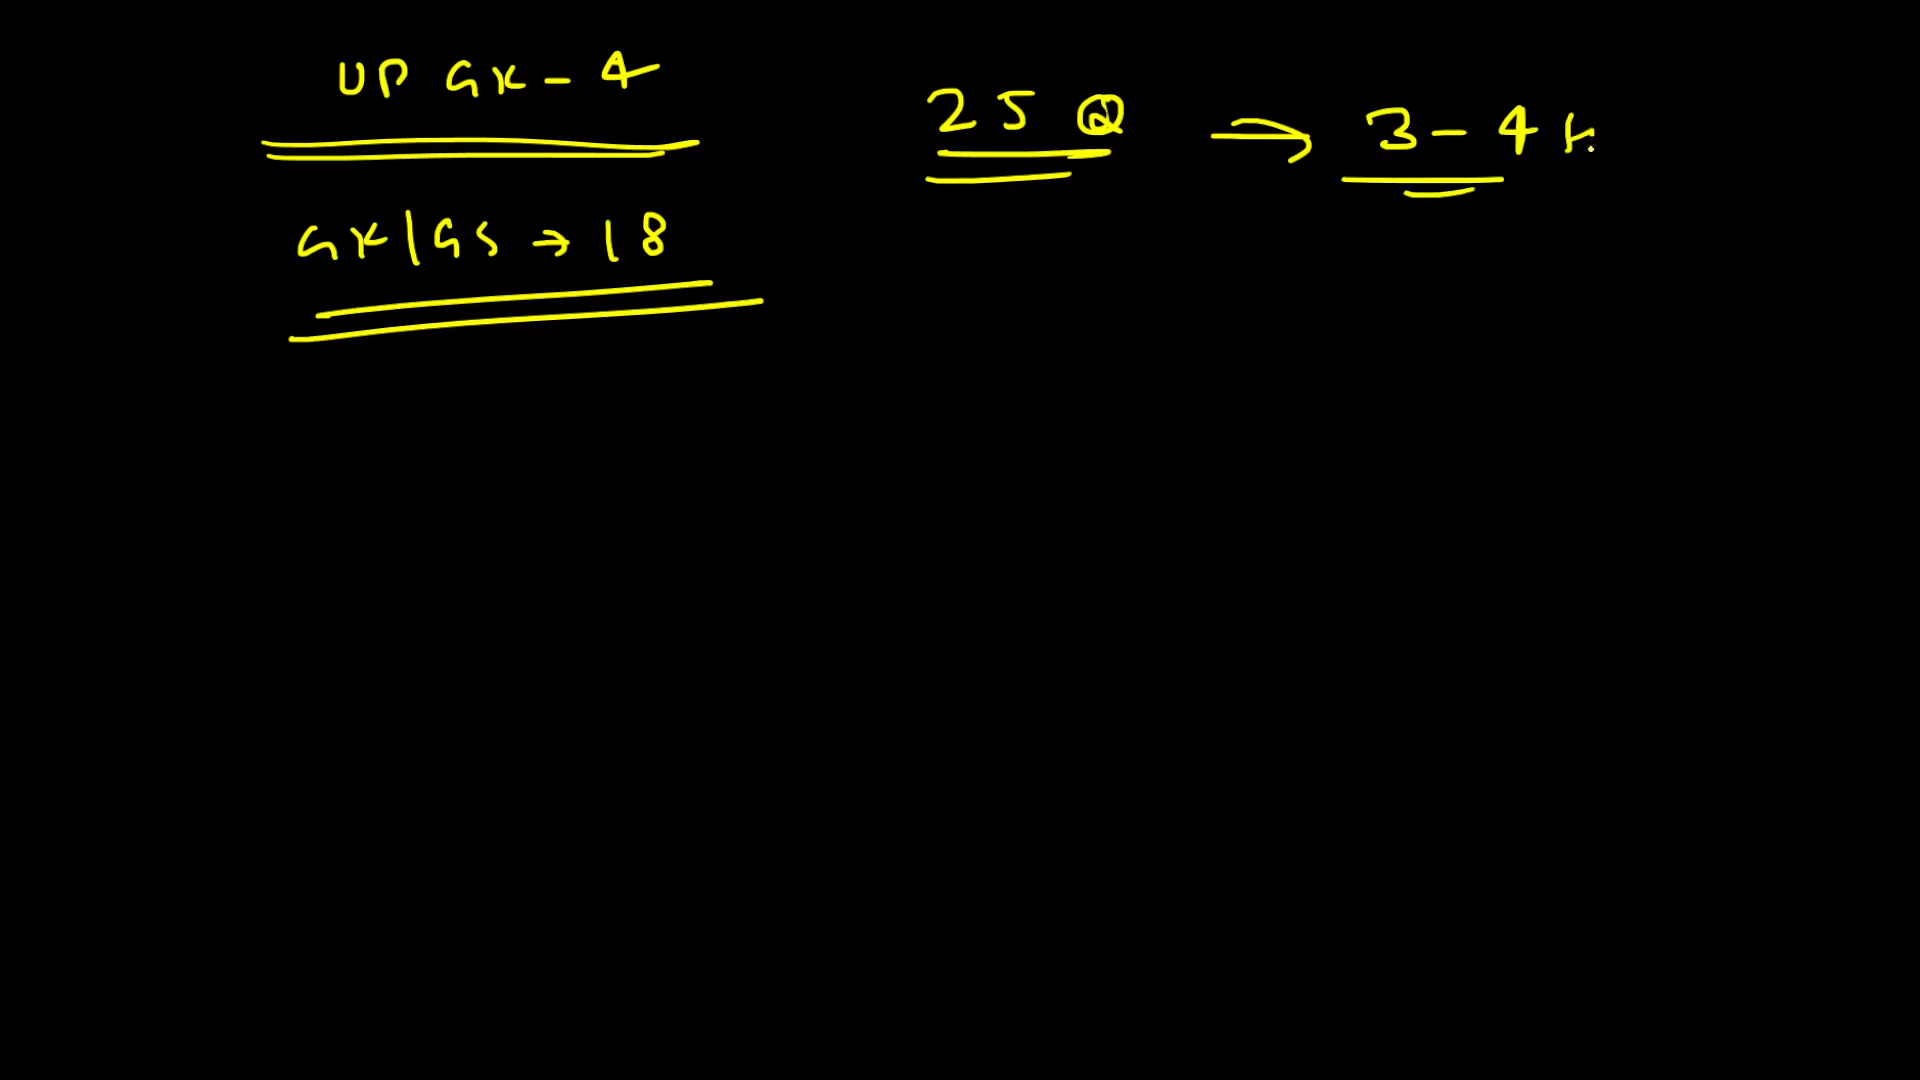 UP GK - 4
25 Q → 3 - 4 H
GK | GS → 18